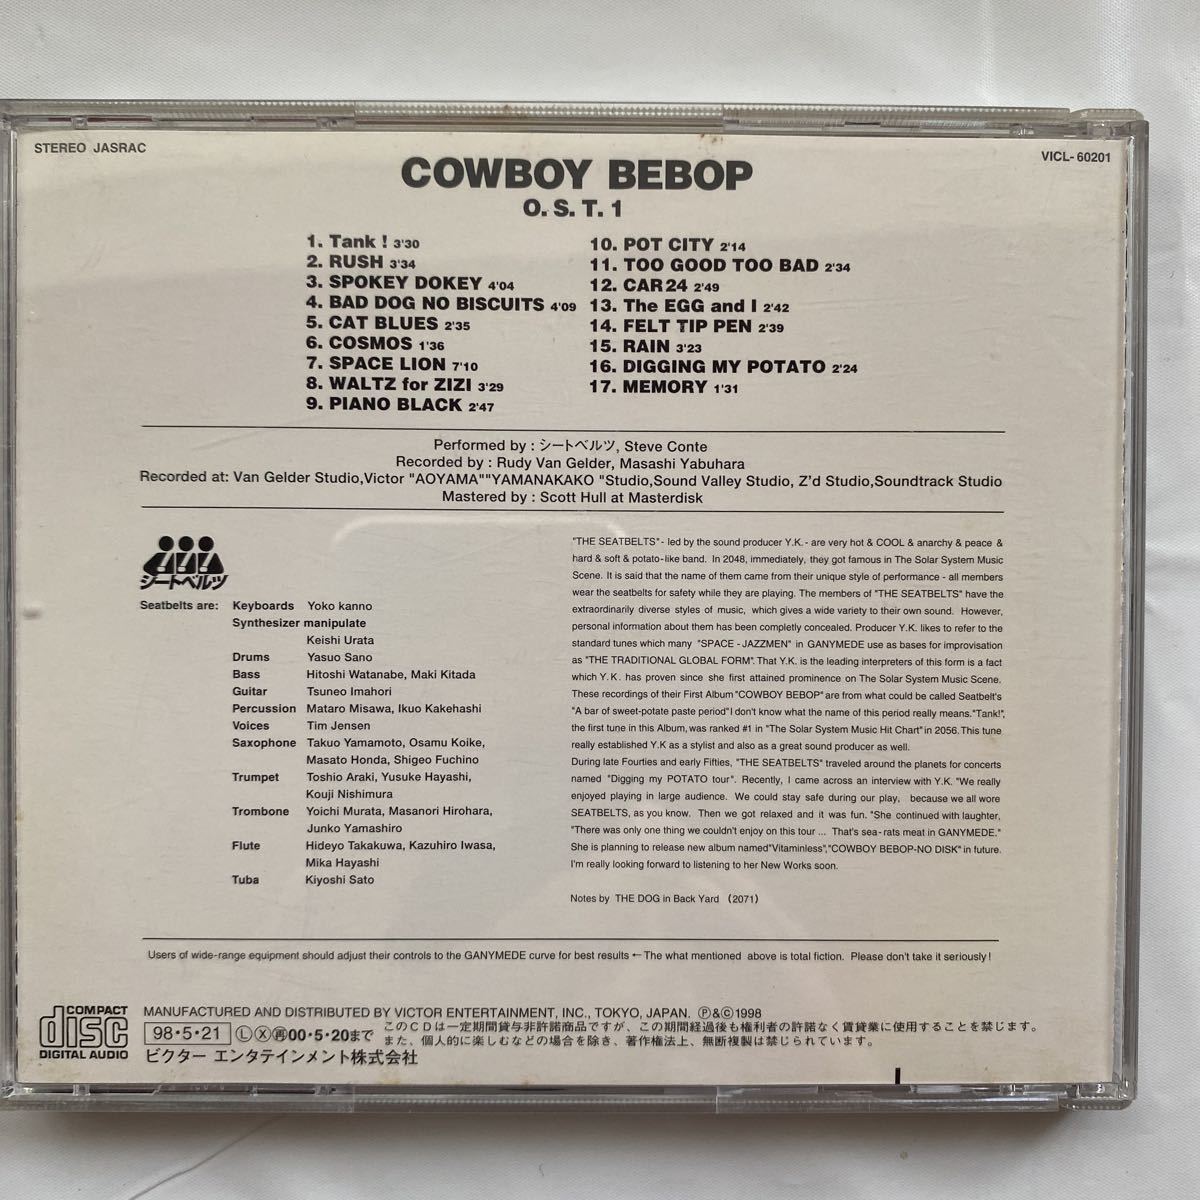 STEREO JASRAC
VICL-60201
COWBOY BEBOP
O. S. T. 1
1. Tank ! 3'30
2. RUSH 3'34
3. SPOKEY DOKEY 4'04
4. BAD DOG NO BISCUITS 4'09
5. CAT BLUES 2'35
6. COSMOS 1'36
7. SPACE LION 7'10
8. WALTZ for ZIZI 3'29
9. PIANO BLACK 2'47
10. POT CITY 2'14
11. TOO GOOD TOO BAD 2'34
12. CAR 24 2'49
13. The EGG and I 2'42
14. FELT TIP PEN 2'39
15. RAIN 3'23
16. DIGGING MY POTATO 2'24
17. MEMORY 1'31
Performed by : シートベルツ, Steve Conte
Recorded by : Rudy Van Gelder, Masashi Yabuhara
Recorded at: Van Gelder Studio,Victor "AOYAMA""YAMANAKAKO "Studio,Sound Valley Studio, Z'd Studio,Soundtrack Studio
Mastered by : Scott Hull at Masterdisk
シートベルツ
Seatbelts are: Keyboards Yoko kanno
Synthesizer manipulate
Keishi Urata
Drums Yasuo Sano
Bass Hitoshi Watanabe, Maki Kitada
Guitar Tsuneo Imahori
Percussion Mataro Misawa, Ikuo Kakehashi
Voices Tim Jensen
Saxophone Takuo Yamamoto, Osamu Koike,
Masato Honda, Shigeo Fuchino
Trumpet Toshio Araki, Yusuke Hayashi,
Kouji Nishimura
Trombone Yoichi Murata, Masanori Hirohara,
Junko Yamashiro
Flute Hideyo Takakuwa, Kazuhiro Iwasa,
Mika Hayashi
Tuba Kiyoshi Sato
"THE SEATBELTS" - led by the sound producer Y.K. - are very hot & COOL & anarchy & peace &
hard & soft & potato-like band. In 2048, immediately, they got famous in The Solar System Music
Scene. It is said that the name of them came from their unique style of performance - all members
wear the seatbelts for safety while they are playing. The members of "THE SEATBELTS" have the
extraordinarily diverse styles of music, which gives a wide variety to their own sound. However,
personal information about them has been completly concealed. Producer Y.K. likes to refer to the
standard tunes which many "SPACE - JAZZMEN" in GANYMEDE use as bases for improvisation
as "THE TRADITIONAL GLOBAL FORM". That Y.K. is the leading interpreters of this form is a fact
which Y.K. has proven since she first attained prominence on The Solar System Music Scene.
These recordings of their First Album "COWBOY BEBOP" are from what could be called Seatbelt's
"A bar of sweet-potato paste period" I don't know what the name of this period really means."Tank!",
the first tune in this Album, was ranked #1 in "The Solar System Music Hit Chart" in 2056. This tune
really established Y.K as a stylist and also as a great sound producer as well.
During late Fourties and early Fifties, "THE SEATBELTS" traveled around the planets for concerts
named "Digging my POTATO tour". Recently, I came across an interview with Y.K. "We really
enjoyed playing in large audience. We could stay safe during our play, because we all wore
SEATBELTS, as you know. Then we got relaxed and it was fun. "She continued with laughter,
"There was only one thing we couldn't enjoy on this tour ... That's sea-rats meat in GANYMEDE."
She is planning to release new album named"Vitaminless","COWBOY BEBOP-NO DISK" in future.
I'm really looking forward to listening to her New Works soon.
Notes by THE DOG in Back Yard (2071)
Users of wide-range equipment should adjust their controls to the GANYMEDE curve for best results ←The what mentioned above is total fiction. Please don't take it seriously !
COMPACT
disc
DIGITAL AUDIO
MANUFACTURED AND DISTRIBUTED BY VICTOR ENTERTAINMENT, INC., TOKYO, JAPAN. Ⓟ&Ⓒ1998
98・5・21 ⓁⓍ㊢00・5・20まで このCDは一定期間貸与非許諾商品ですが、この期間経過後も権利者の許諾なく賃貸業に使用することを禁じます。
また、個人的に楽しむなどの場合を除き、著作権法上、無断複製は禁じられています。
ビクター エンタテインメント株式会社